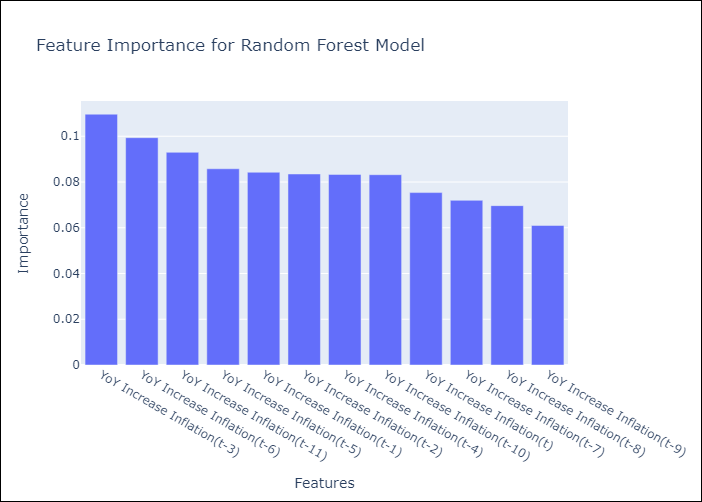 Feature Importance for Random Forest Model
Importance
0.1
0.08
0.06
0.04
0.02
0
YoY Increase Inflation(t-3)
YoY Increase Inflation(t-6)
YoY Increase Inflation(t-11)
YoY Increase Inflation(t-5)
YoY Increase Inflation(t-1)
YoY Increase Inflation(t-2)
YoY Increase Inflation(t-4)
YoY Increase Inflation(t-10)
YoY Increase Inflation(t)
YoY Increase Inflation(t-7)
YoY Increase Inflation(t-8)
YoY Increase Inflation(t-9)
Features